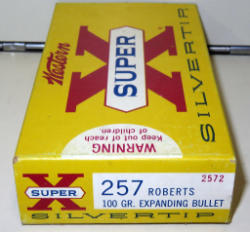 Western
SUPER
X
SILVERTIP
WARNING
Keep out of reach
of children.
2572
X
SUPER
257 ROBERTS
100 GR. EXPANDING BULLET
SILVERTIP